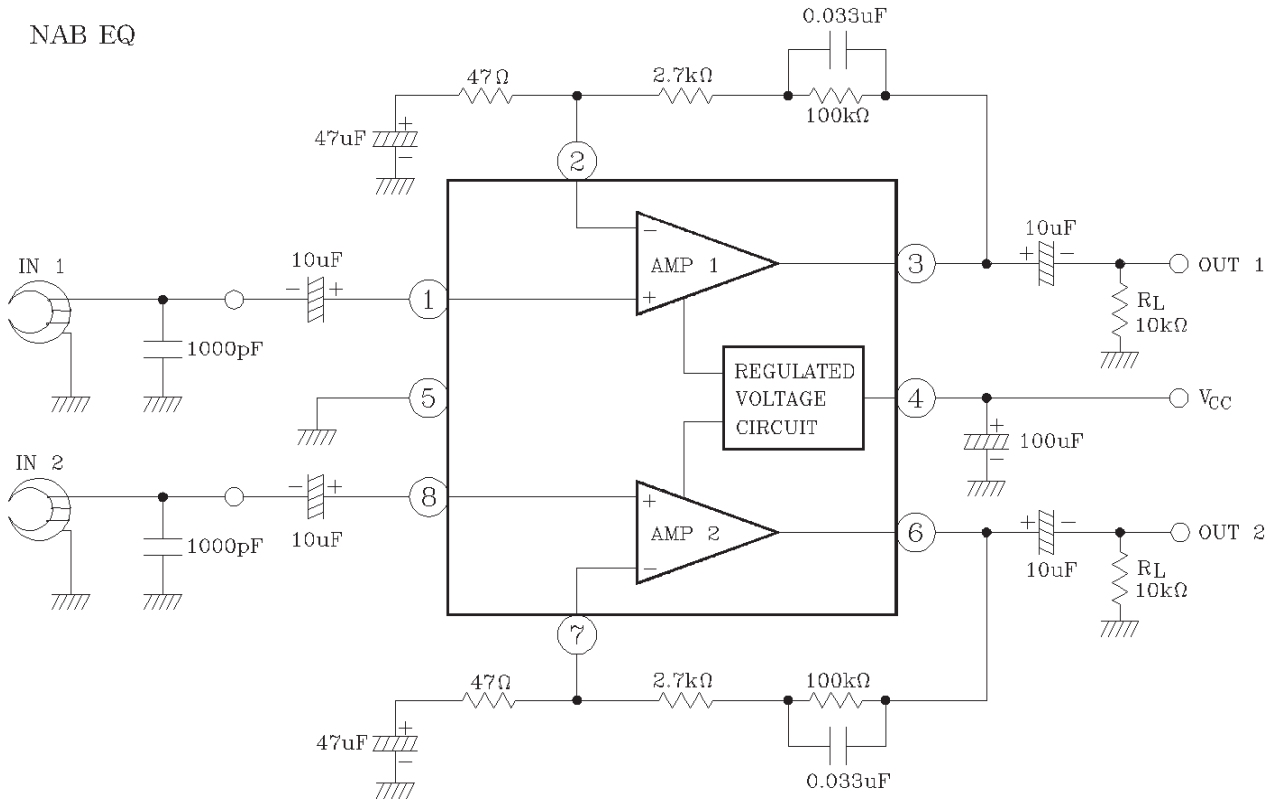 NAB EQ
0.033uF
47Ω
2.7kΩ
100kΩ
47uF
+
−
2
IN 1
10uF
− +
1
1000pF
−
AMP 1
+
3
10uF
+ −
OUT 1
RL
10kΩ
5
REGULATED
VOLTAGE
CIRCUIT
4
VCC
+
−
100uF
IN 2
− +
10uF
8
1000pF
+
AMP 2
−
6
+ −
10uF
OUT 2
RL
10kΩ
7
47Ω
2.7kΩ
100kΩ
47uF
+
−
0.033uF